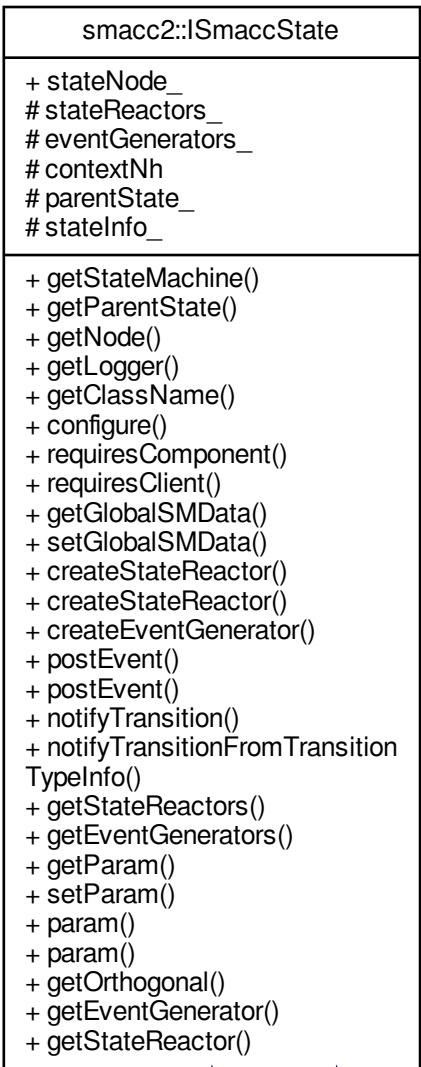 smacc2::ISmaccState
+ stateNode_
# stateReactors_
# eventGenerators_
# contextNh
# parentState_
# stateInfo_
+ getStateMachine()
+ getParentState()
+ getNode()
+ getLogger()
+ getClassName()
+ configure()
+ requiresComponent()
+ requiresClient()
+ getGlobalSMData()
+ setGlobalSMData()
+ createStateReactor()
+ createStateReactor()
+ createEventGenerator()
+ postEvent()
+ postEvent()
+ notifyTransition()
+ notifyTransitionFromTransition
TypeInfo()
+ getStateReactors()
+ getEventGenerators()
+ getParam()
+ setParam()
+ param()
+ param()
+ getOrthogonal()
+ getEventGenerator()
+ getStateReactor()